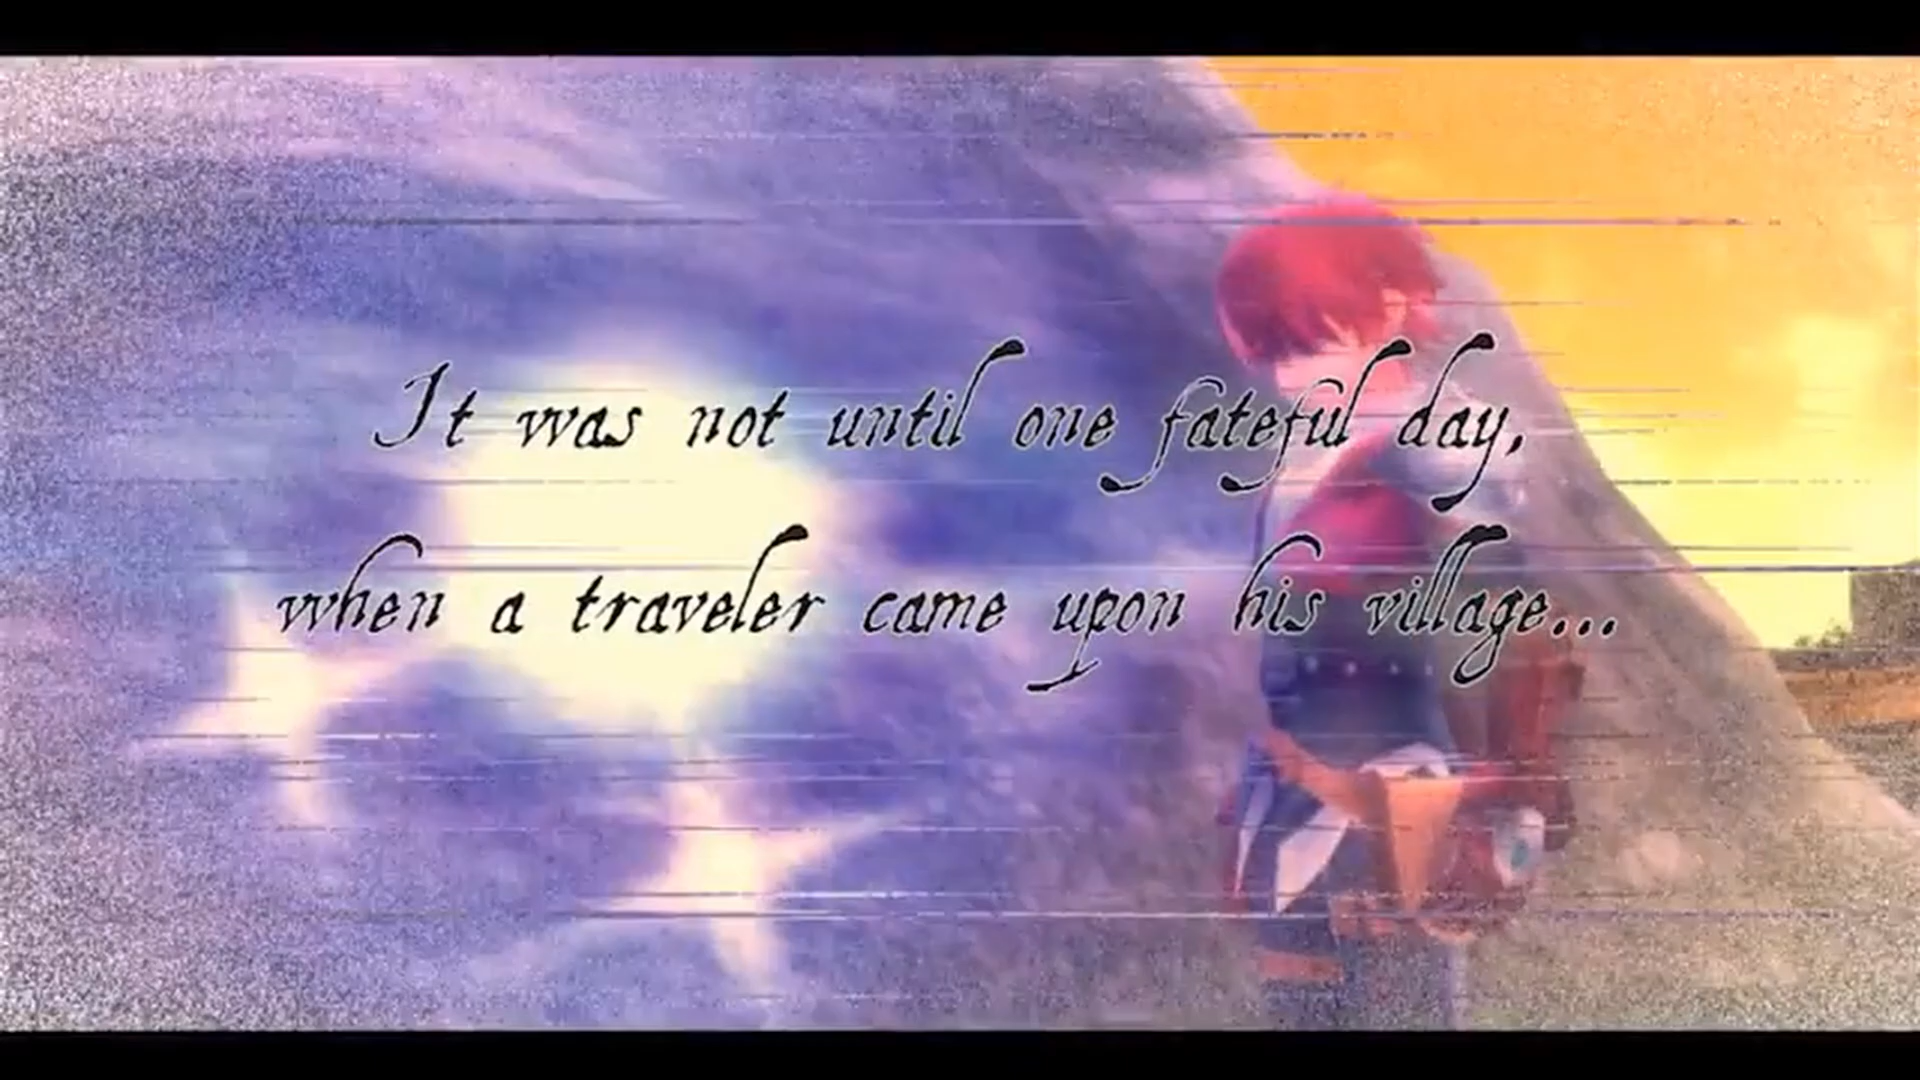 It was not until one fateful day,
when a traveler came upon his village...